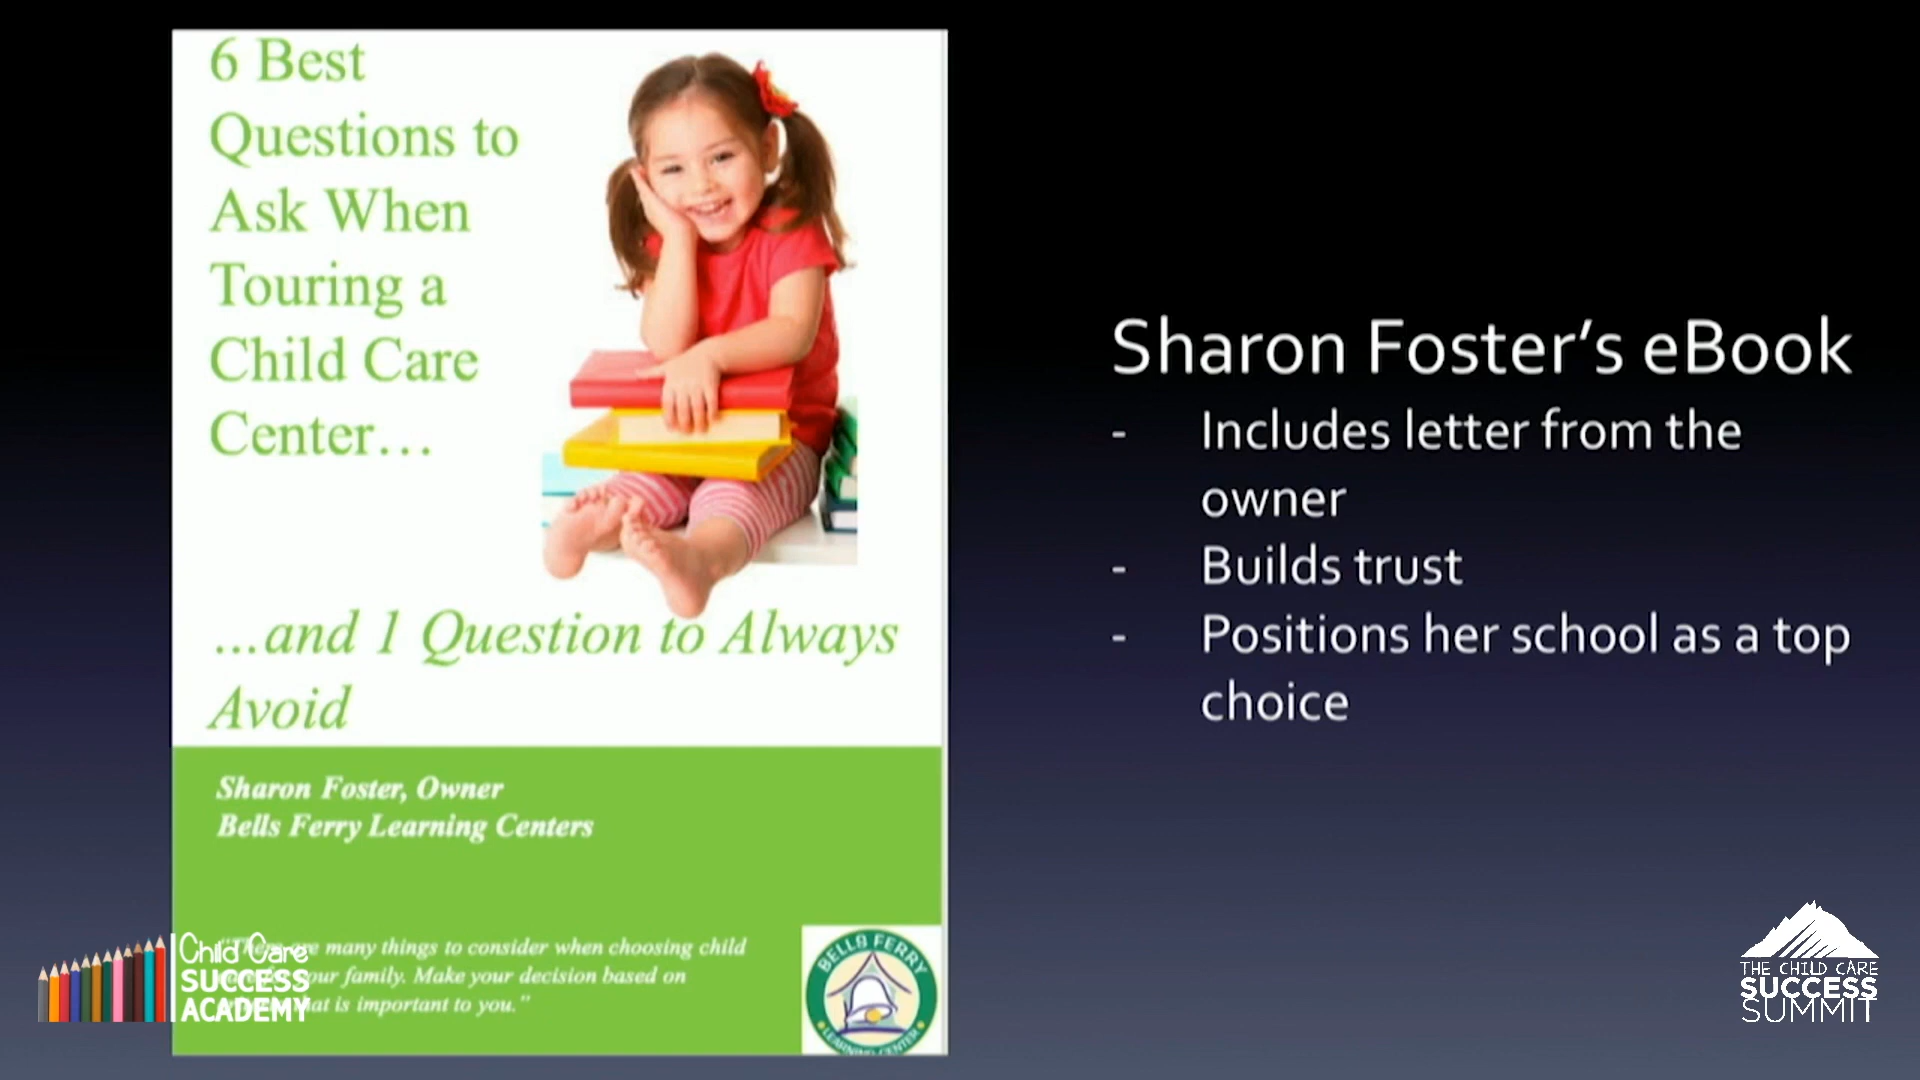 6 Best
Questions to
Ask When
Touring a
Child Care
Center...
...and 1 Question to Always
Avoid
Sharon Foster, Owner
Bells Ferry Learning Centers
many things to consider when choosing child
your family. Make your decision based on
is important to you."
BELLS FERRY
LEARNING CENTER
Child Care
SUCCESS
ACADEMY
Sharon Foster's eBook
- Includes letter from the
owner
- Builds trust
- Positions her school as a top
choice
THE CHILD CARE
SUCCESS
SUMMIT